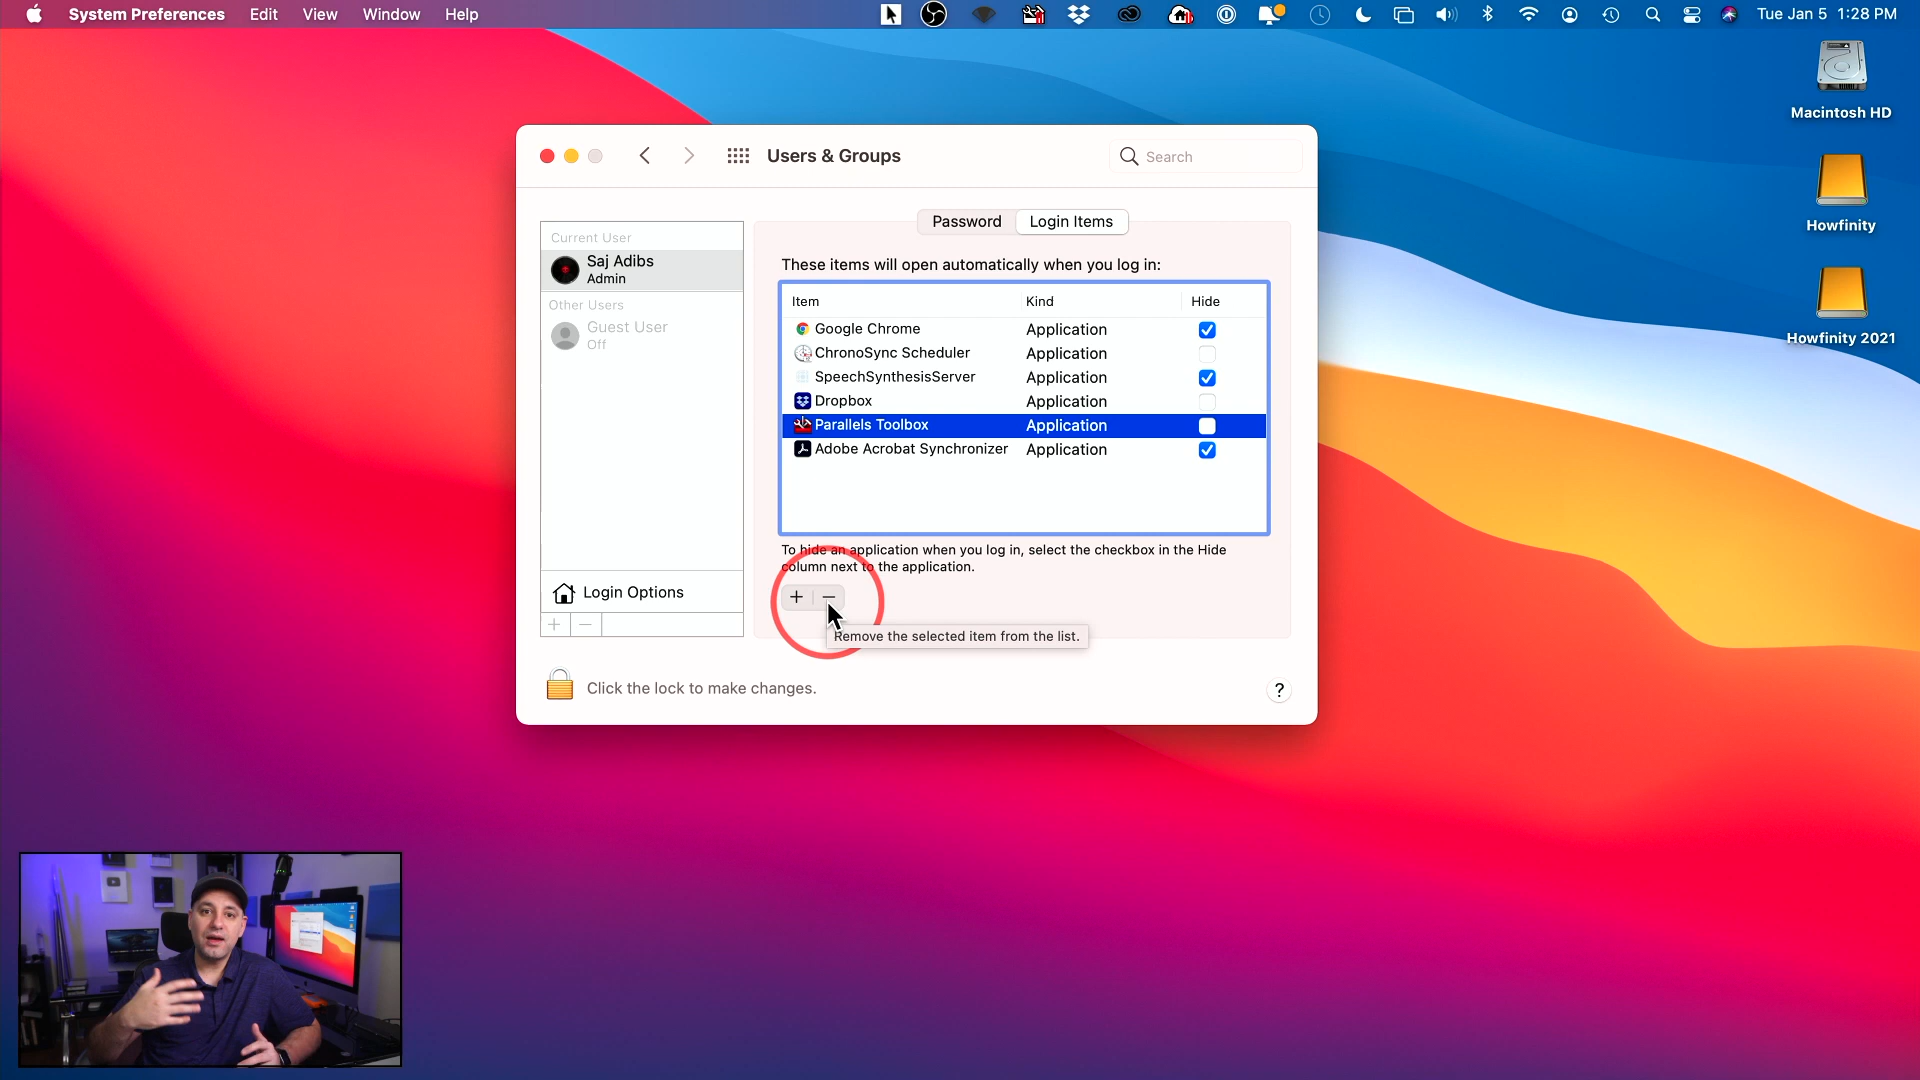 System Preferences Edit View Window Help
Tue Jan 5 1:28 PM
Macintosh HD
Howfinity
Howfinity 2021
Users & Groups
Search
Current User
Saj Adibs
Admin
Other Users
Guest User
Off
Login Options
+ −
Password Login Items
These items will open automatically when you log in:
Item Kind Hide
Google Chrome Application
ChronoSync Scheduler Application
SpeechSynthesisServer Application
Dropbox Application
Parallels Toolbox Application
Adobe Acrobat Synchronizer Application
To hide an application when you log in, select the checkbox in the Hide
column next to the application.
+ −
Remove the selected item from the list.
Click the lock to make changes.
?